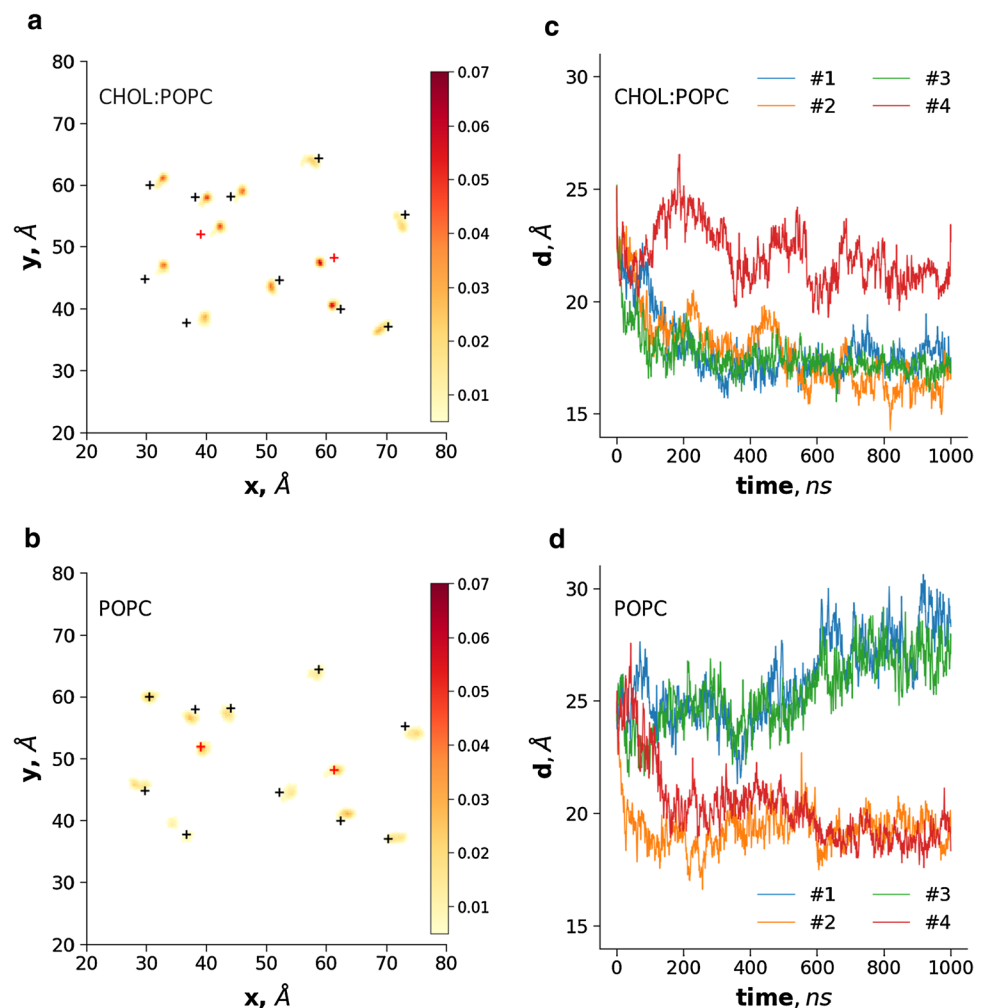 a
80
70
60
50
40
30
20
y, Å
CHOL:POPC
20 30 40 50 60 70 80
x, Å
0.07
0.06
0.05
0.04
0.03
0.02
0.01
c
30
25
20
15
d, Å
CHOL:POPC
#1 #3
#2 #4
0 200 400 600 800 1000
time, ns
b
80
70
60
50
40
30
20
y, Å
POPC
20 30 40 50 60 70 80
x, Å
0.07
0.06
0.05
0.04
0.03
0.02
0.01
d
30
25
20
15
d, Å
POPC
#1 #3
#2 #4
0 200 400 600 800 1000
time, ns